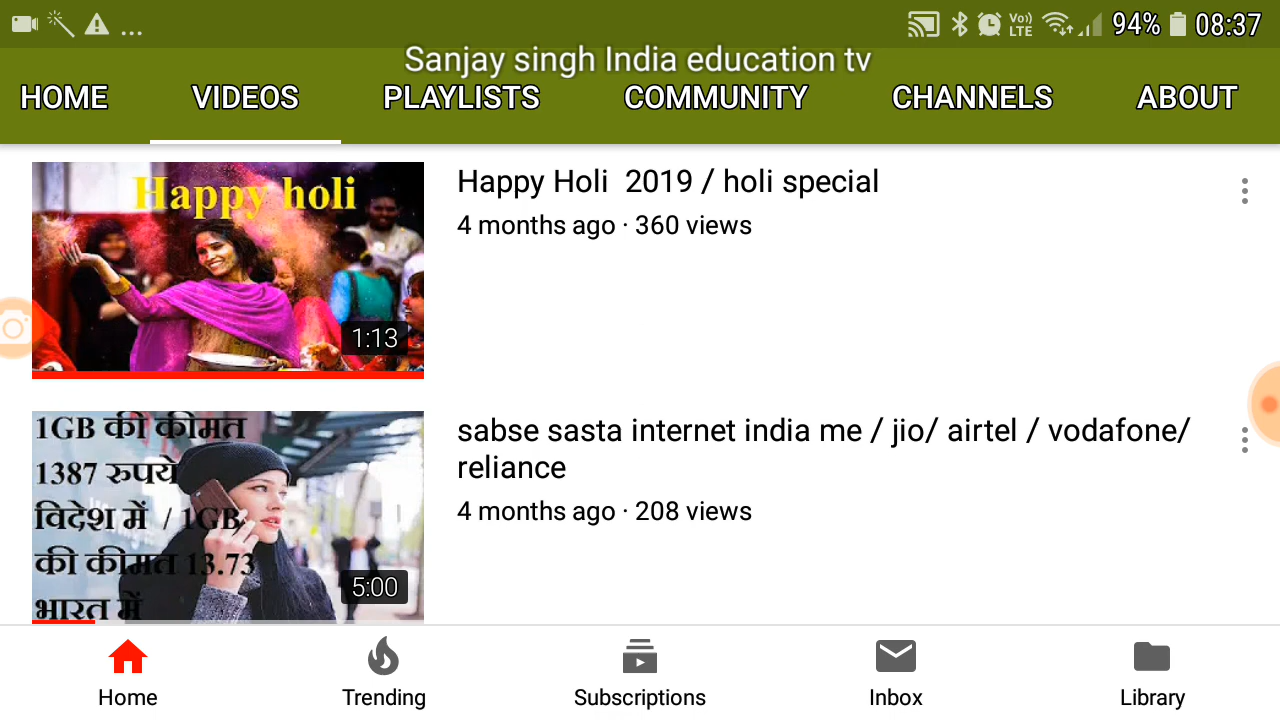 ... Vo)) LTE 94% 08:37
Sanjay singh India education tv
HOME VIDEOS PLAYLISTS COMMUNITY CHANNELS ABOUT
Happy holi
1:13
Happy Holi 2019 / holi special
4 months ago · 360 views
1GB की कीमत
1387 रुपये
विदेश में / 1GB
की कीमत 13.73
भारत में
5:00
sabse sasta internet india me / jio/ airtel / vodafone/
reliance
4 months ago · 208 views
Home Trending Subscriptions Inbox Library